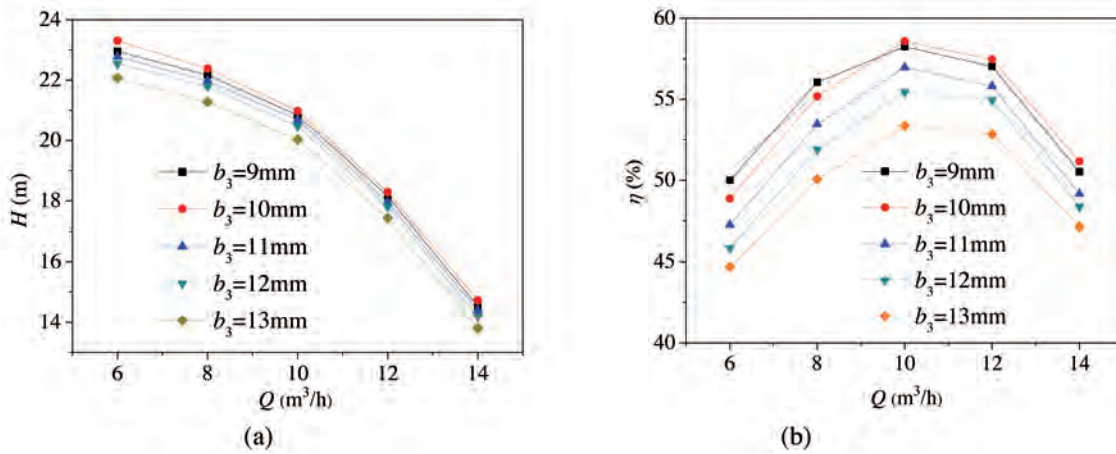 24
22
20
18
16
14
H (m)
b₃=9mm
b₃=10mm
b₃=11mm
b₃=12mm
b₃=13mm
6 8 10 12 14
Q (m³/h)
(a)
60
55
50
45
40
η (%)
b₃=9mm
b₃=10mm
b₃=11mm
b₃=12mm
b₃=13mm
6 8 10 12 14
Q (m³/h)
(b)